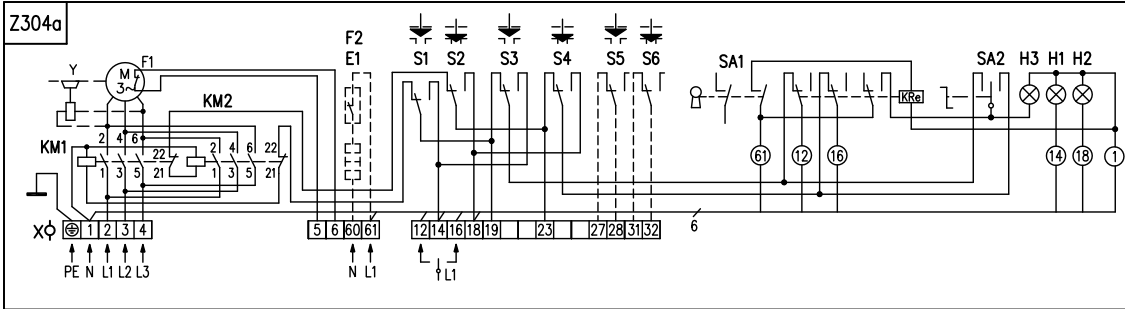 Z304a
Y
M
3~
F1
KM2
F2
E1
S1 S2 S3 S4 S5 S6
SA1
KRe
SA2 H3 H1 H2
KM1
2 4 6 22
1 3 5 21
2 4 6 22
1 3 5 21
61 12 16 14 18 1
6
X 1 2 3 4 5 6 60 61 12 14 16 18 19 23 27 28 31 32
PE N L1 L2 L3 N L1 L1